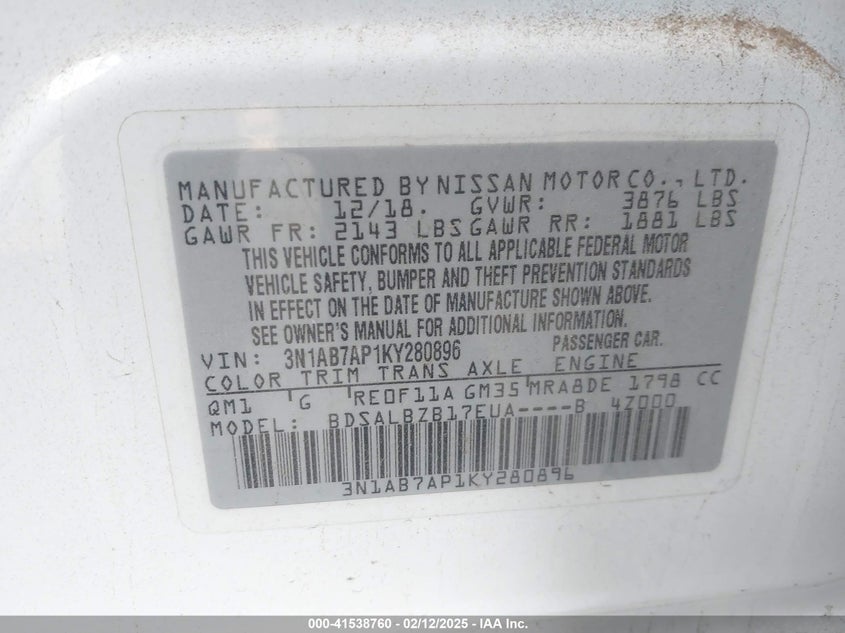 MANUFACTURED BY NISSAN MOTOR CO., LTD.
DATE: 12/18. GVWR: 3876 LBS
GAWR FR: 2143 LBS GAWR RR: 1881 LBS
THIS VEHICLE CONFORMS TO ALL APPLICABLE FEDERAL MOTOR
VEHICLE SAFETY, BUMPER AND THEFT PREVENTION STANDARDS
IN EFFECT ON THE DATE OF MANUFACTURE SHOWN ABOVE.
SEE OWNER'S MANUAL FOR ADDITIONAL INFORMATION.
VIN: 3N1AB7AP1KY280896 PASSENGER CAR.
COLOR TRIM TRANS AXLE ENGINE
QM1 G RE0F11A GM35 MRA8DE 1798 CC
MODEL: BDSALBZB17EUA----B 4Z000
3N1AB7AP1KY280896
000-41538760 - 02/12/2025 - IAA Inc.